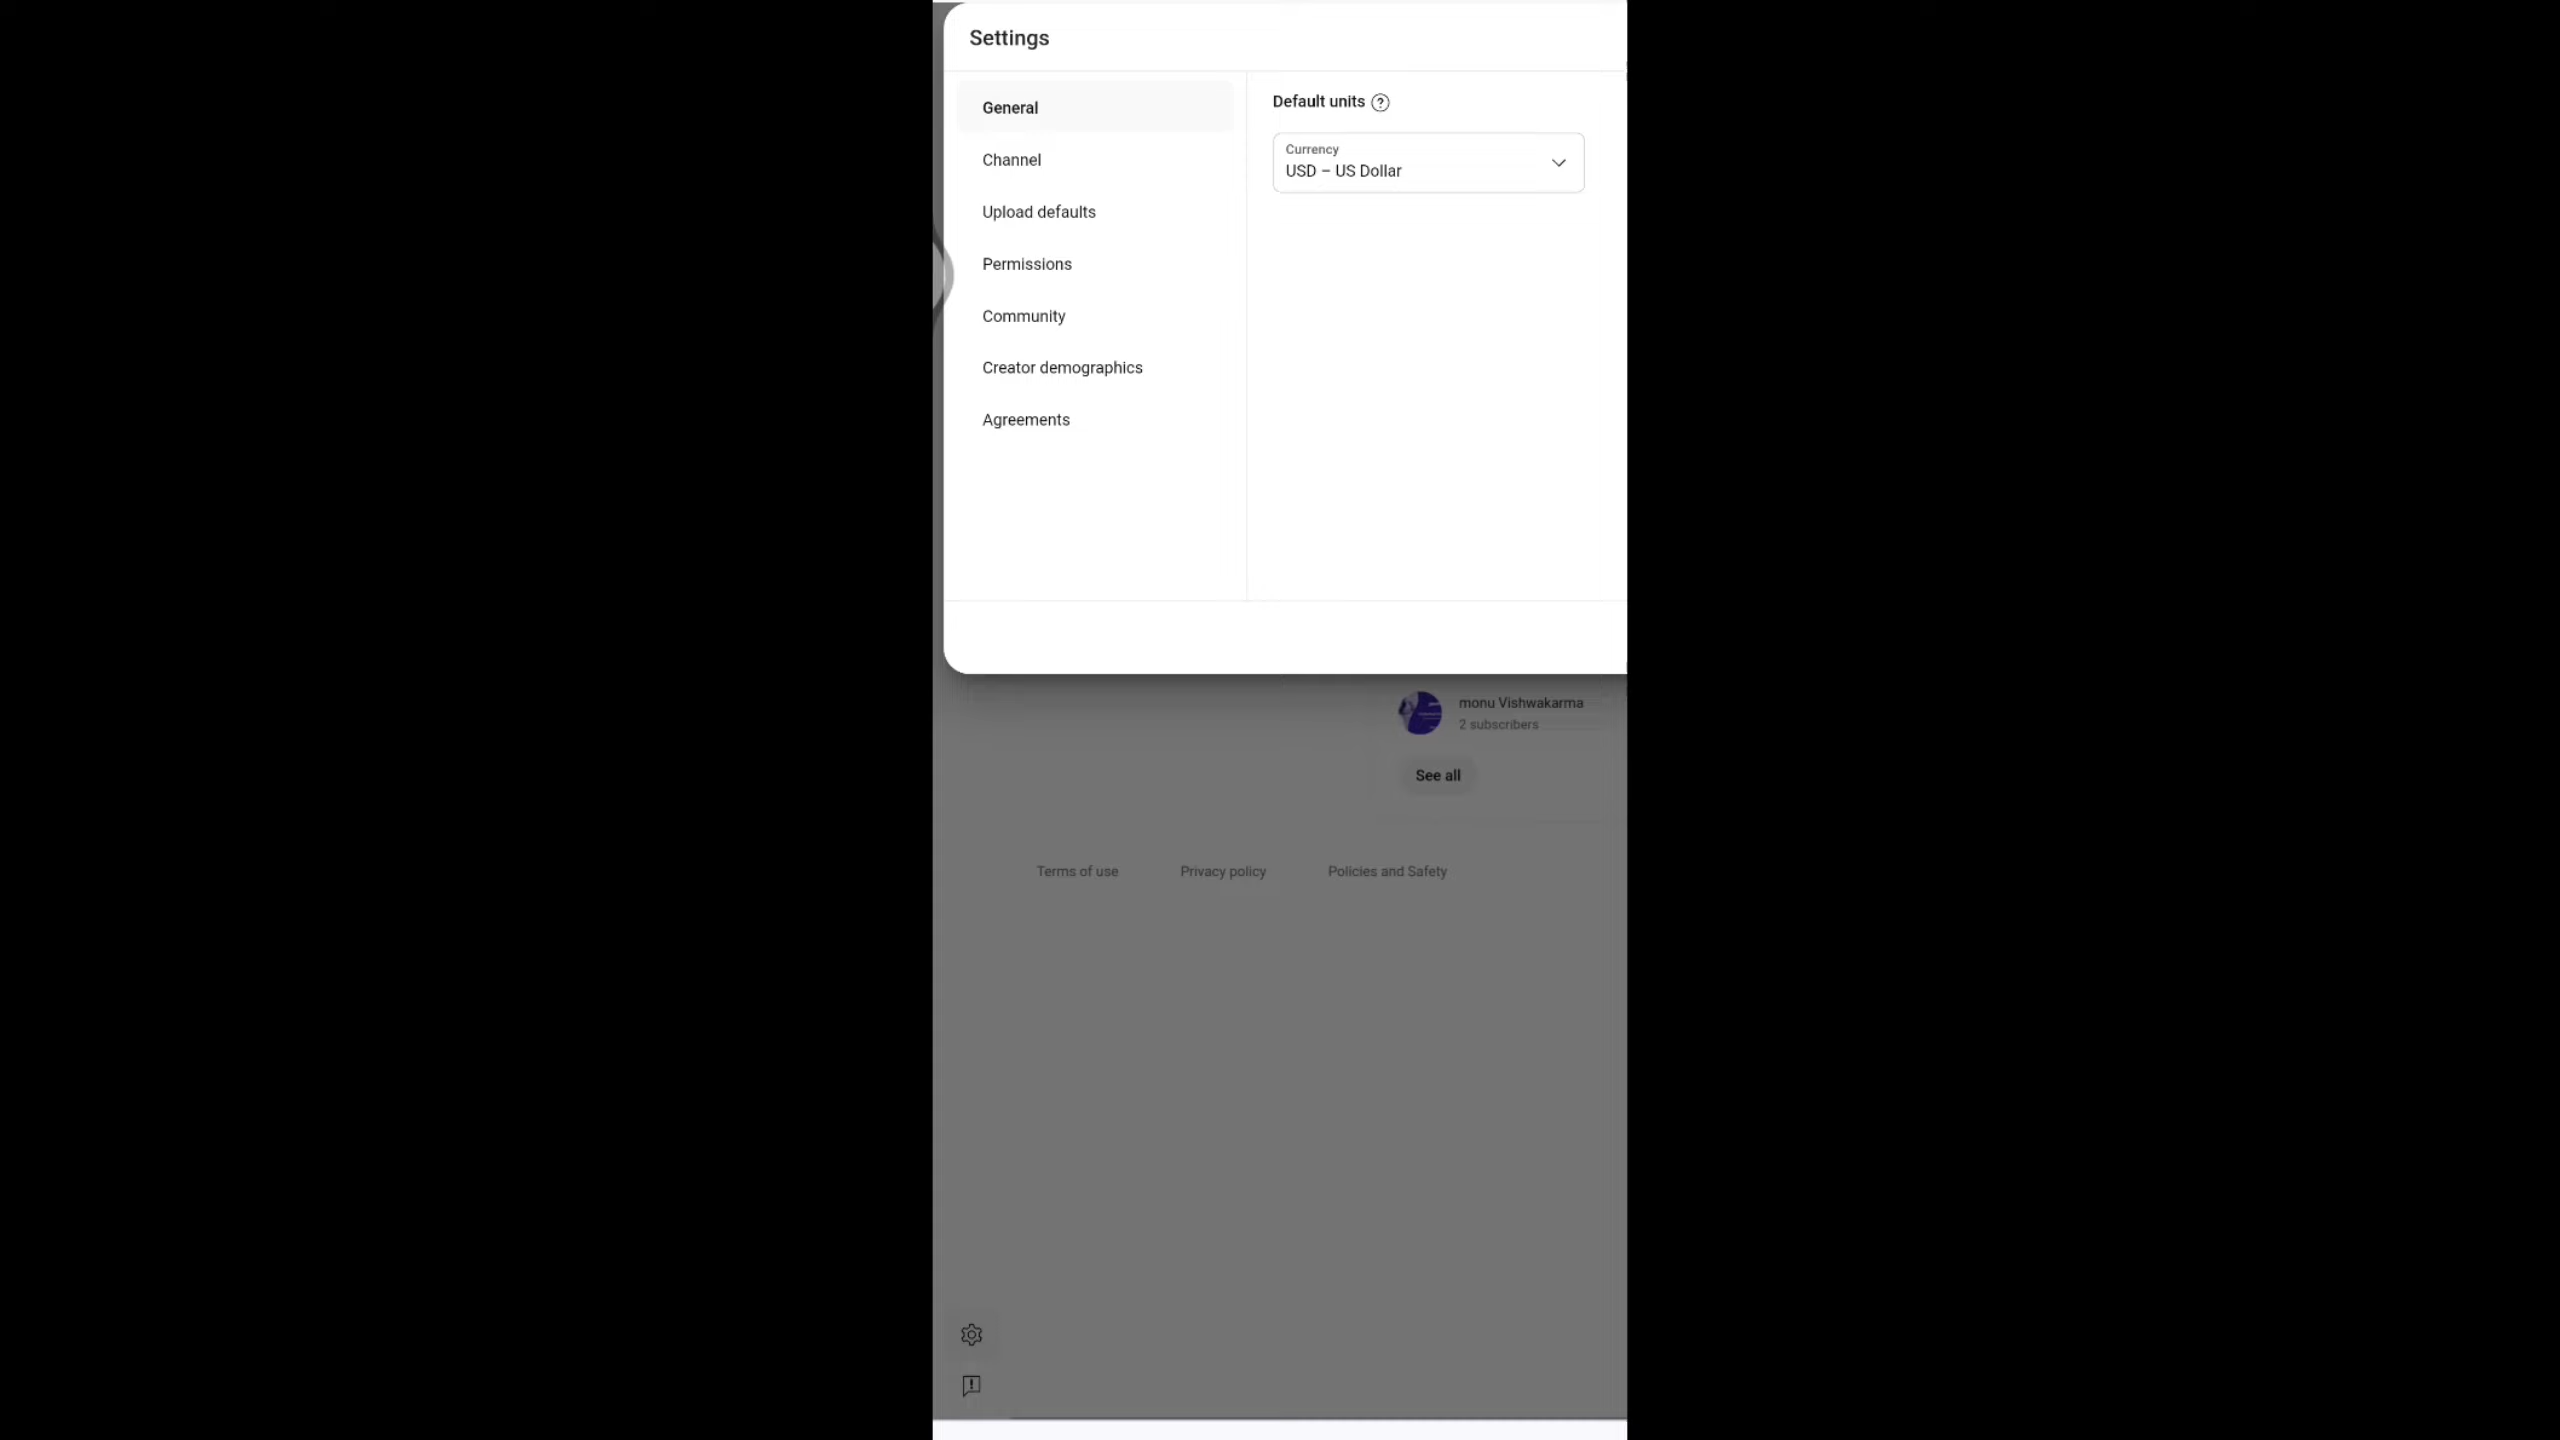 Settings
General
Channel
Upload defaults
Permissions
Community
Creator demographics
Agreements
Default units
Currency
USD – US Dollar
monu Vishwakarma
2 subscribers
See all
Terms of use Privacy policy Policies and Safety